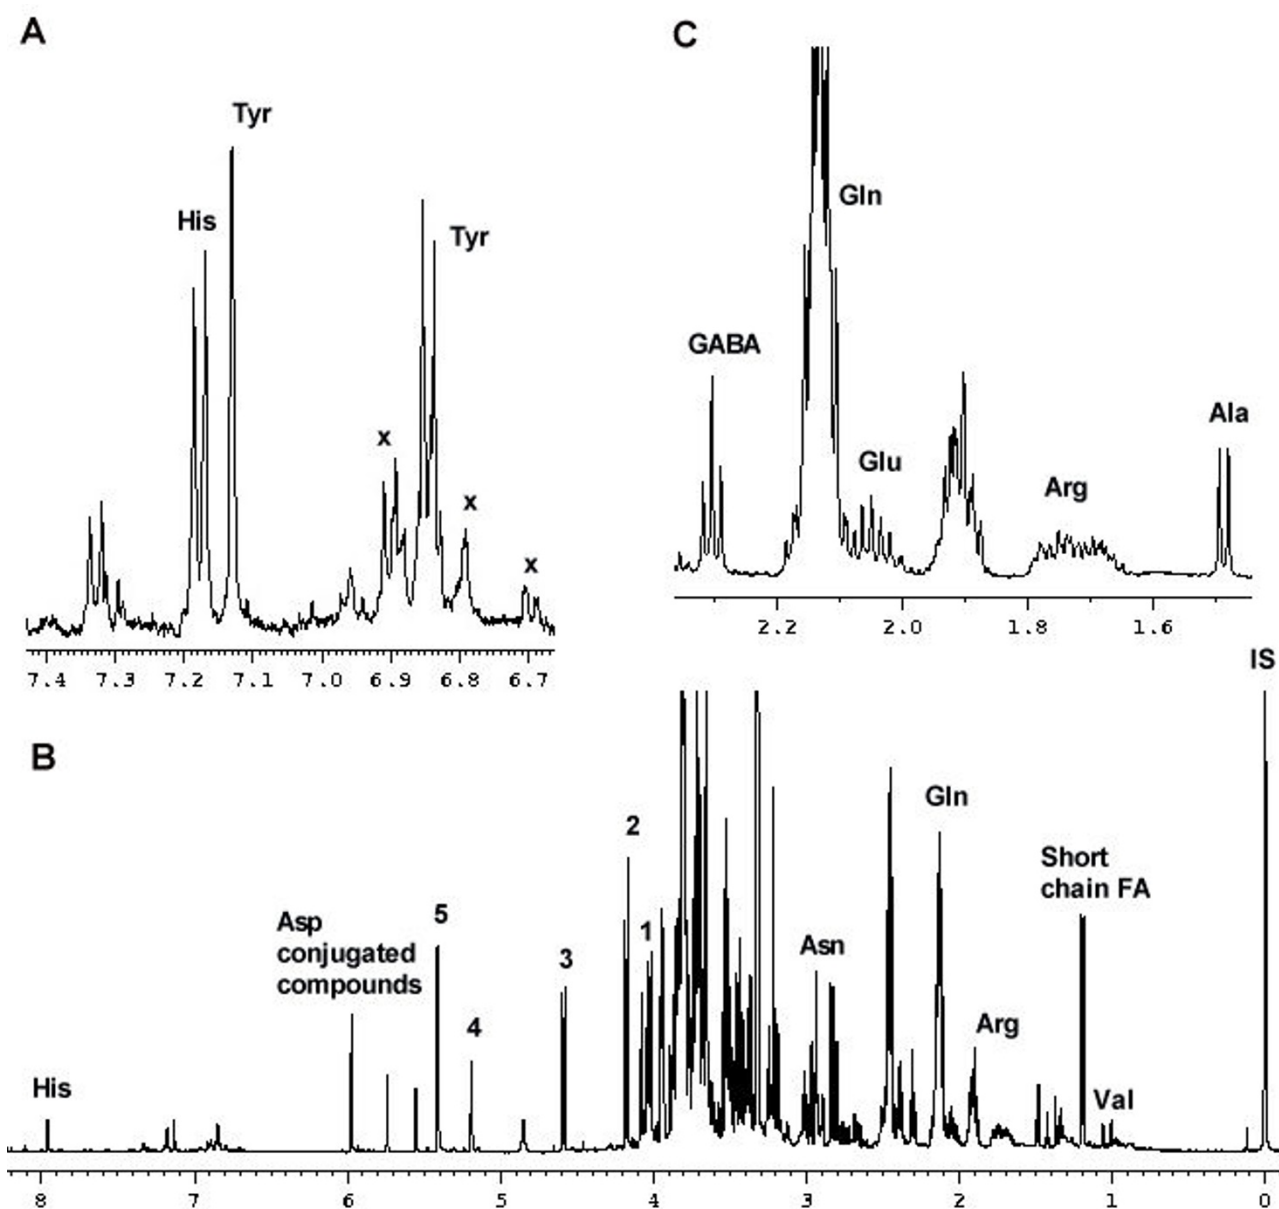 A
C
Tyr
His
Tyr
x
x
x
7.4 7.3 7.2 7.1 7.0 6.9 6.8 6.7
Gln
GABA
Glu
Arg
Ala
2.2 2.0 1.8 1.6
IS
B
2
Gln
Short
chain FA
Asp
conjugated
compounds
5
4
3
1
Asn
Arg
Val
His
8 7 6 5 4 3 2 1 0